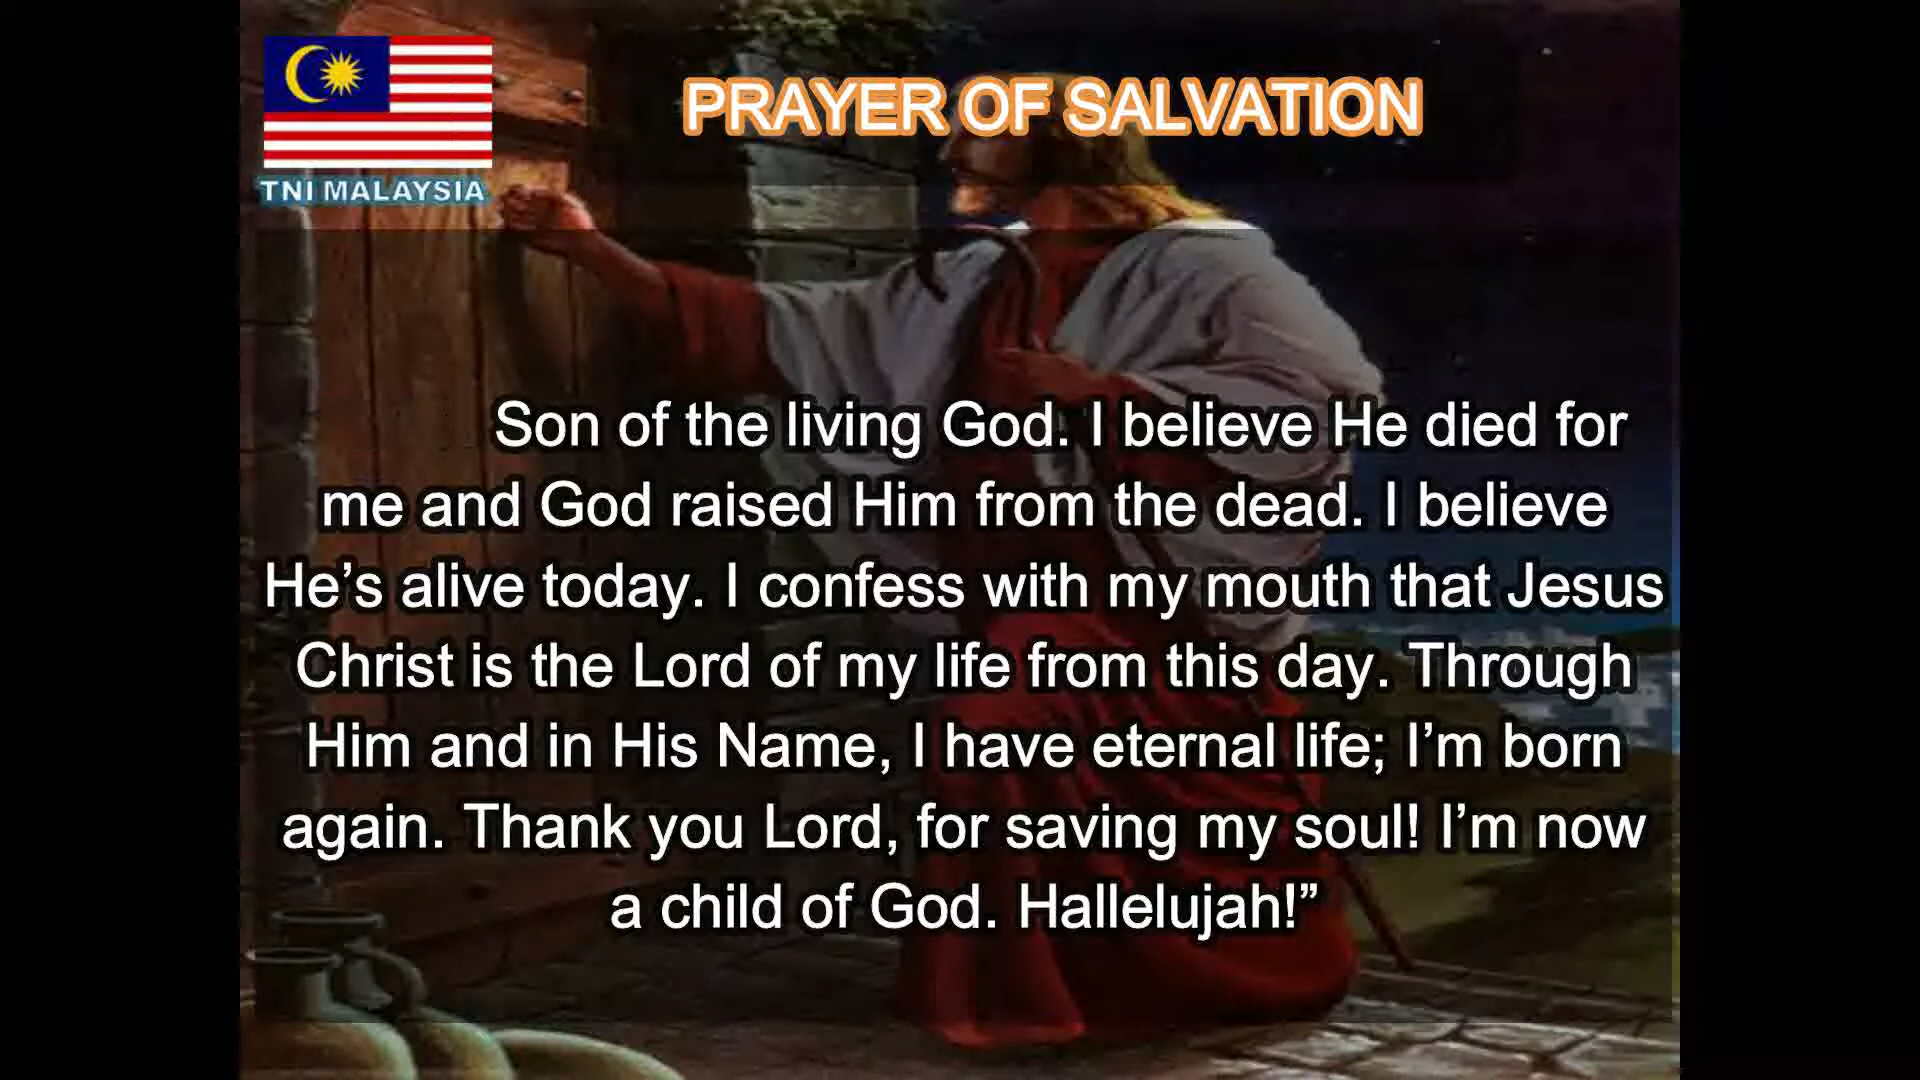 PRAYER OF SALVATION
TNI MALAYSIA
Son of the living God. I believe He died for
me and God raised Him from the dead. I believe
He’s alive today. I confess with my mouth that Jesus
Christ is the Lord of my life from this day. Through
Him and in His Name, I have eternal life; I’m born
again. Thank you Lord, for saving my soul! I’m now
a child of God. Hallelujah!”